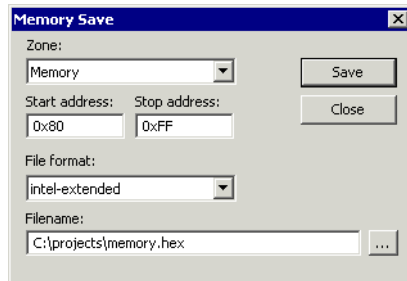 Memory Save
Zone:
Memory
Save
Start address: Stop address:
Close
0x80 0xFF
File format:
intel-extended
Filename:
C:\projects\memory.hex
...